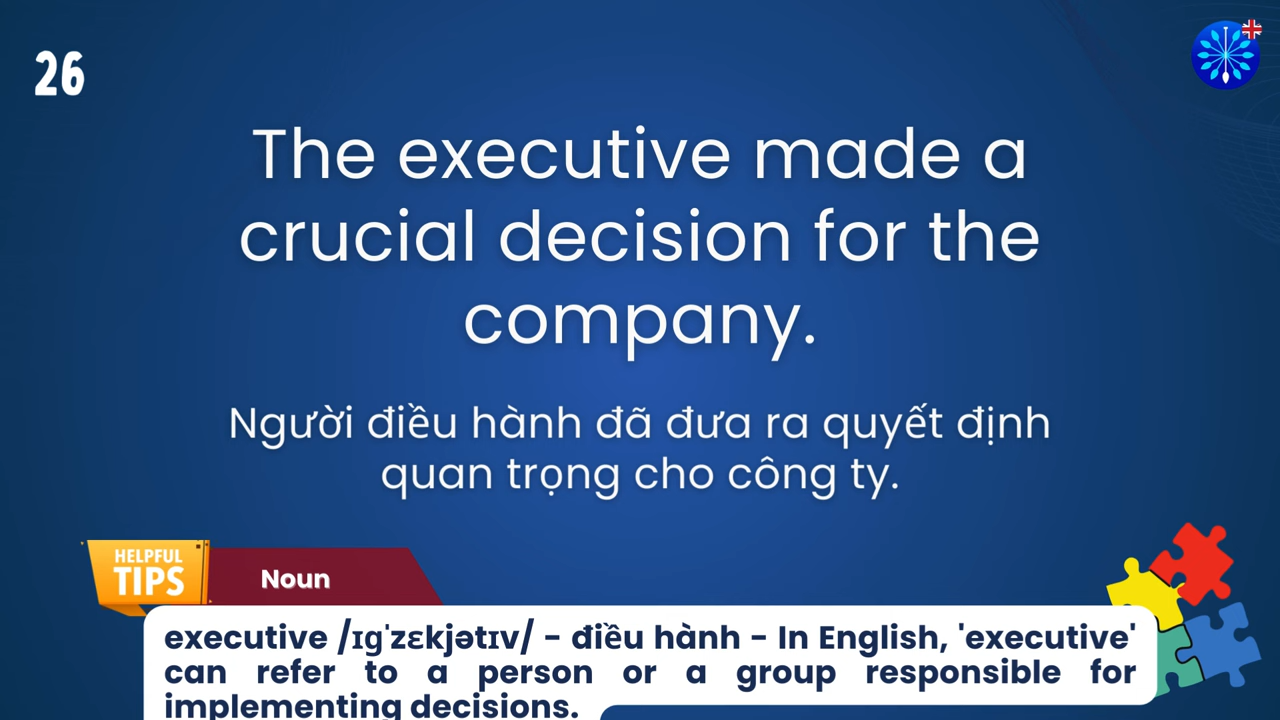 26
The executive made a
crucial decision for the
company.
Người điều hành đã đưa ra quyết định
quan trọng cho công ty.
HELPFUL
TIPS
Noun
executive /ɪɡˈzɛkjətɪv/ - điều hành - In English, 'executive'
can refer to a person or a group responsible for
implementing decisions.